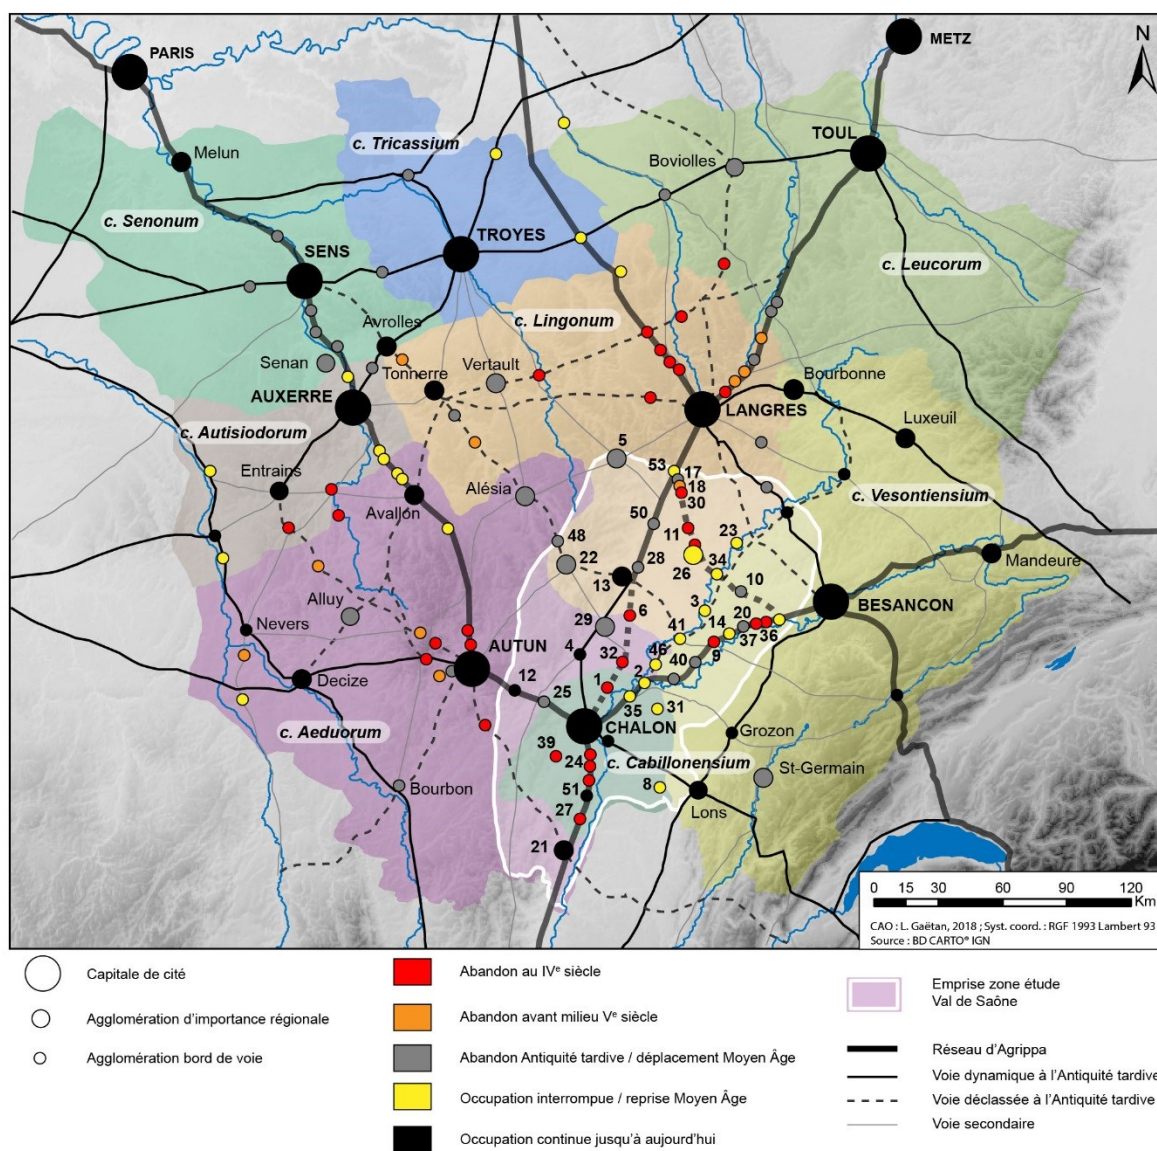 PARIS
METZ
N
Melun
c. Tricassium
TOUL
Boviolles
c. Senonum
SENS
TROYES
c. Leucorum
Avrolles
c. Lingonum
Senan
Tonnerre
Vertault
Bourbonne
AUXERRE
LANGRES
Luxeuil
c. Autisiodorum
5
Entrains
53
17
18
30
Alésia
c. Vesontiensium
Avallon
50
11
23
48
22
28
26
34
Mandeure
13
10
Alluy
6
3
20
BESANCON
Nevers
29
41
14
36
AUTUN
4
32
46
37
9
40
Decize
12
1
2
25
35
31
c. Aeduorum
CHALON
Grozon
39
24
c. Cabillonensium
St-Germain
Bourbon
51
8
27
Lons
21
0 15 30 60 90 120
Km
CAO : L. Gaëtan, 2018 ; Syst. coord. : RGF 1993 Lambert 93
Source : BD CARTO® IGN
Capitale de cité
Agglomération d'importance régionale
Agglomération bord de voie
Abandon au IVe siècle
Abandon avant milieu Ve siècle
Abandon Antiquité tardive / déplacement Moyen Âge
Occupation interrompue / reprise Moyen Âge
Occupation continue jusqu'à aujourd'hui
Emprise zone étude
Val de Saône
Réseau d'Agrippa
Voie dynamique à l'Antiquité tardive
Voie déclassée à l'Antiquité tardive
Voie secondaire